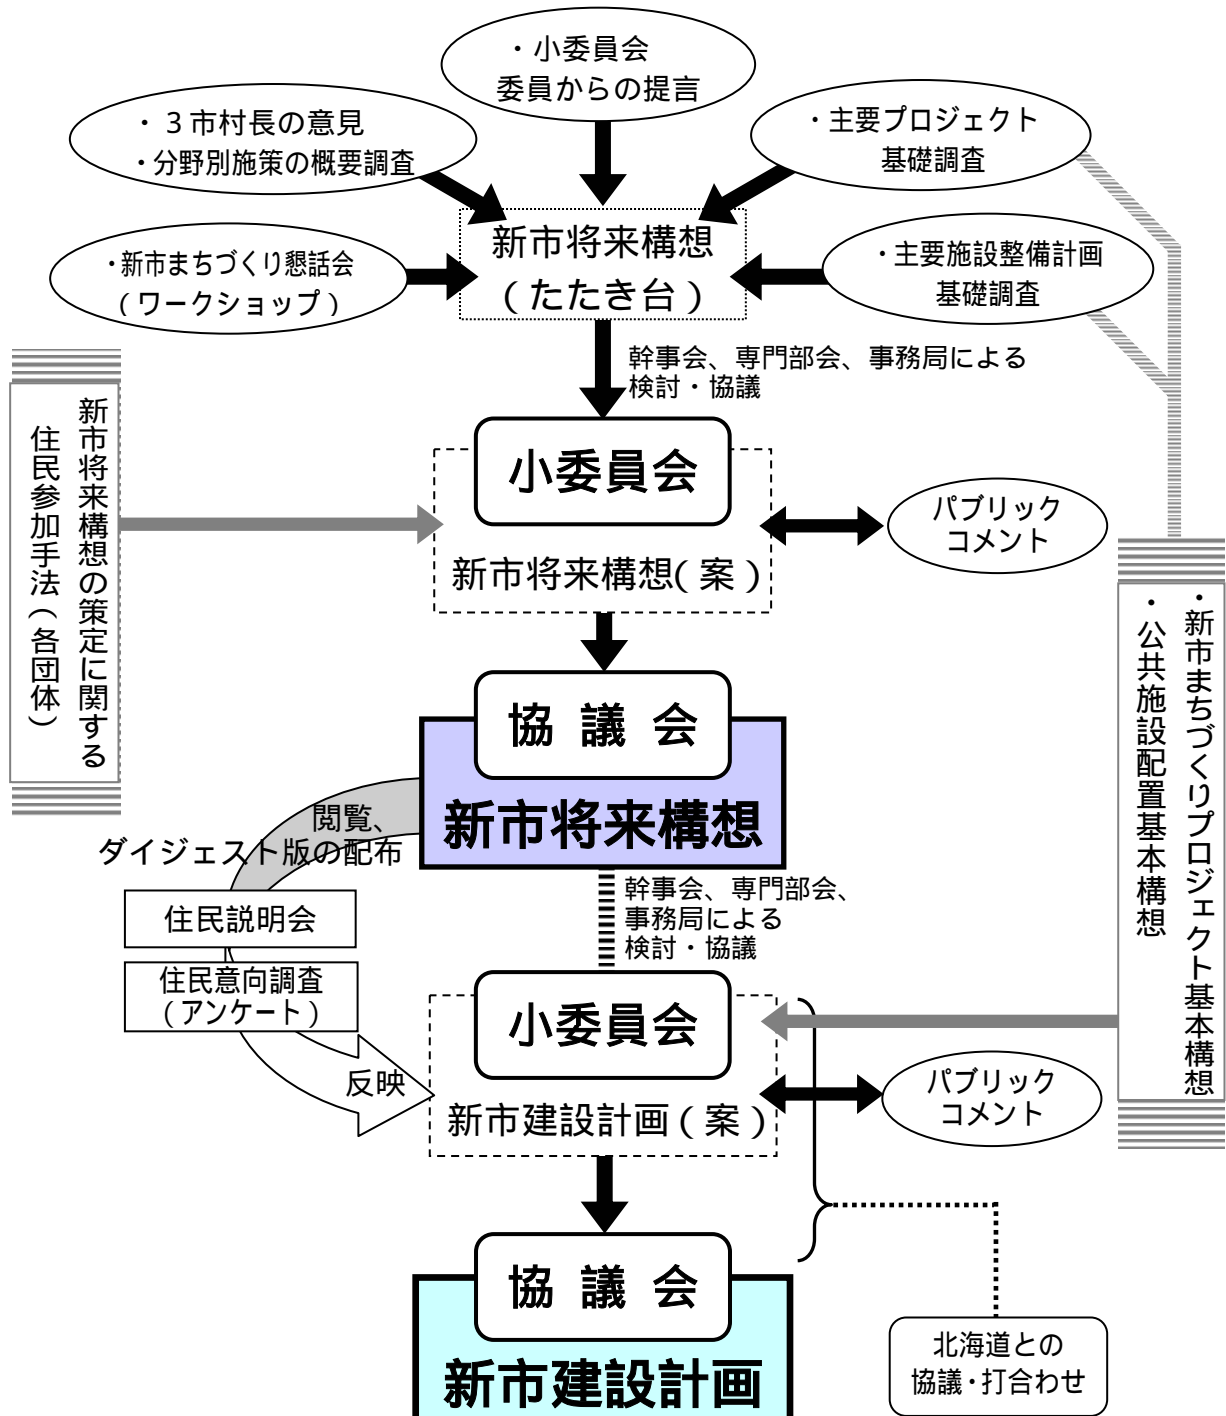 ・小委員会
委員からの提言
・３市村長の意見
・分野別施策の概要調査
・主要プロジェクト
基礎調査
・新市まちづくり懇話会
（ワークショップ）
新市将来構想
（たたき台）
・主要施設整備計画
基礎調査
幹事会、専門部会、事務局による
検討・協議
新市将来構想の策定に関する
住民参加手法（各団体）
小委員会
新市将来構想（案）
パブリック
コメント
・新市まちづくりプロジェクト基本構想
・公共施設配置基本構想
協議会
新市将来構想
閲覧、
ダイジェスト版の配布
幹事会、専門部会、
事務局による
検討・協議
住民説明会
住民意向調査
（アンケート）
反映
小委員会
新市建設計画（案）
パブリック
コメント
協議会
新市建設計画
北海道との
協議・打合わせ